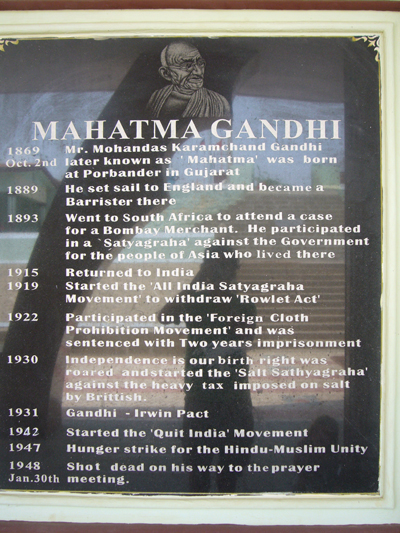 MAHATMA GANDHI
1869 Mr. Mohandas Karamchand Gandhi
Oct. 2nd later known as 'Mahatma' was born
at Porbander in Gujarat
1889 He set sail to England and became a
Barrister there
1893 Went to South Africa to attend a case
for a Bombay Merchant. He participated
in a `Satyagraha' against the Government
for the people of Asia who lived there
1915 Returned to India
1919 Started the 'All India Satyagraha
Movement' to withdraw 'Rowlet Act'
1922 Participated in the 'Foreign Cloth
Prohibition Movement' and was
sentenced with Two years imprisonment
1930 Independence is our birth right was
roared andstarted the 'Salt Sathyagraha'
against the heavy tax imposed on salt
by Brittish.
1931 Gandhi - Irwin Pact
1942 Started the 'Quit India' Movement
1947 Hunger strike for the Hindu-Muslim Unity
1948 Shot dead on his way to the prayer
Jan.30th meeting.